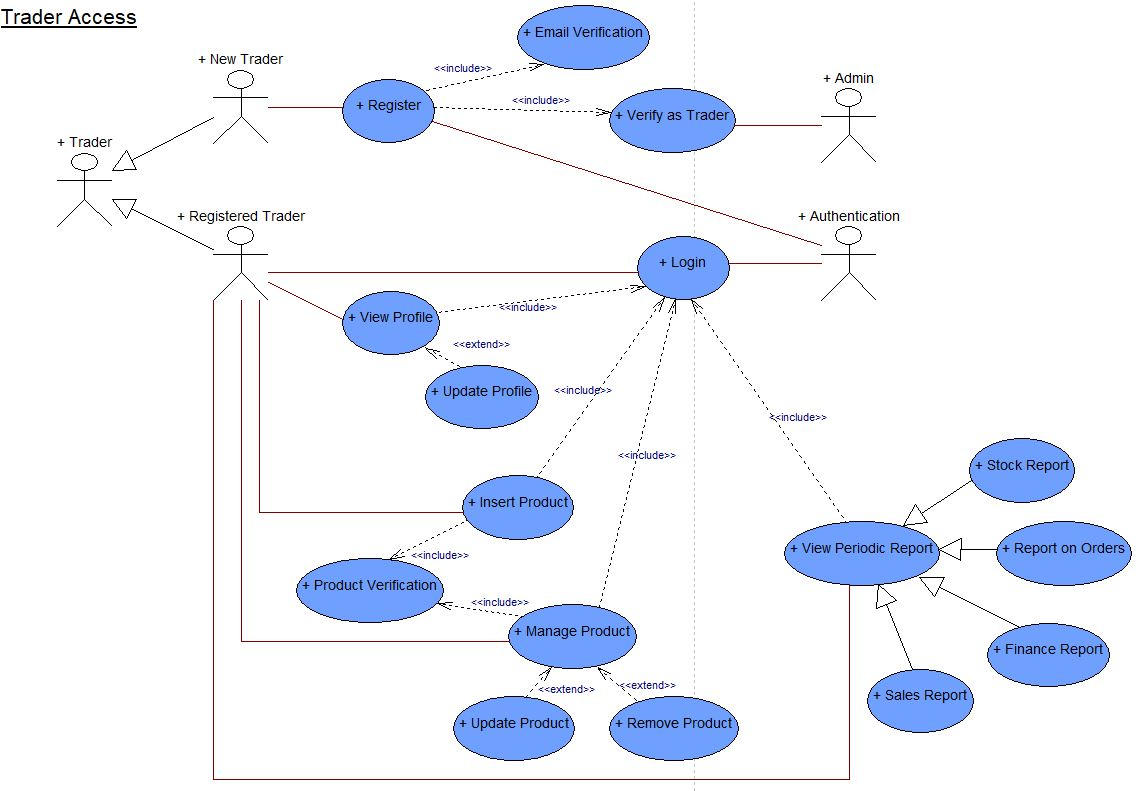 Trader Access
+ Email Verification
+ New Trader
<<include>>
+ Admin
+ Register
<<include>>
+ Verify as Trader
+ Trader
+ Registered Trader
+ Authentication
+ Login
<<include>>
+ View Profile
<<extend>>
+ Update Profile
<<include>>
<<include>>
<<include>>
+ Stock Report
+ Insert Product
+ View Periodic Report
+ Report on Orders
<<include>>
+ Product Verification
<<include>>
+ Manage Product
+ Finance Report
<<extend>>
<<extend>>
+ Sales Report
+ Update Product
+ Remove Product